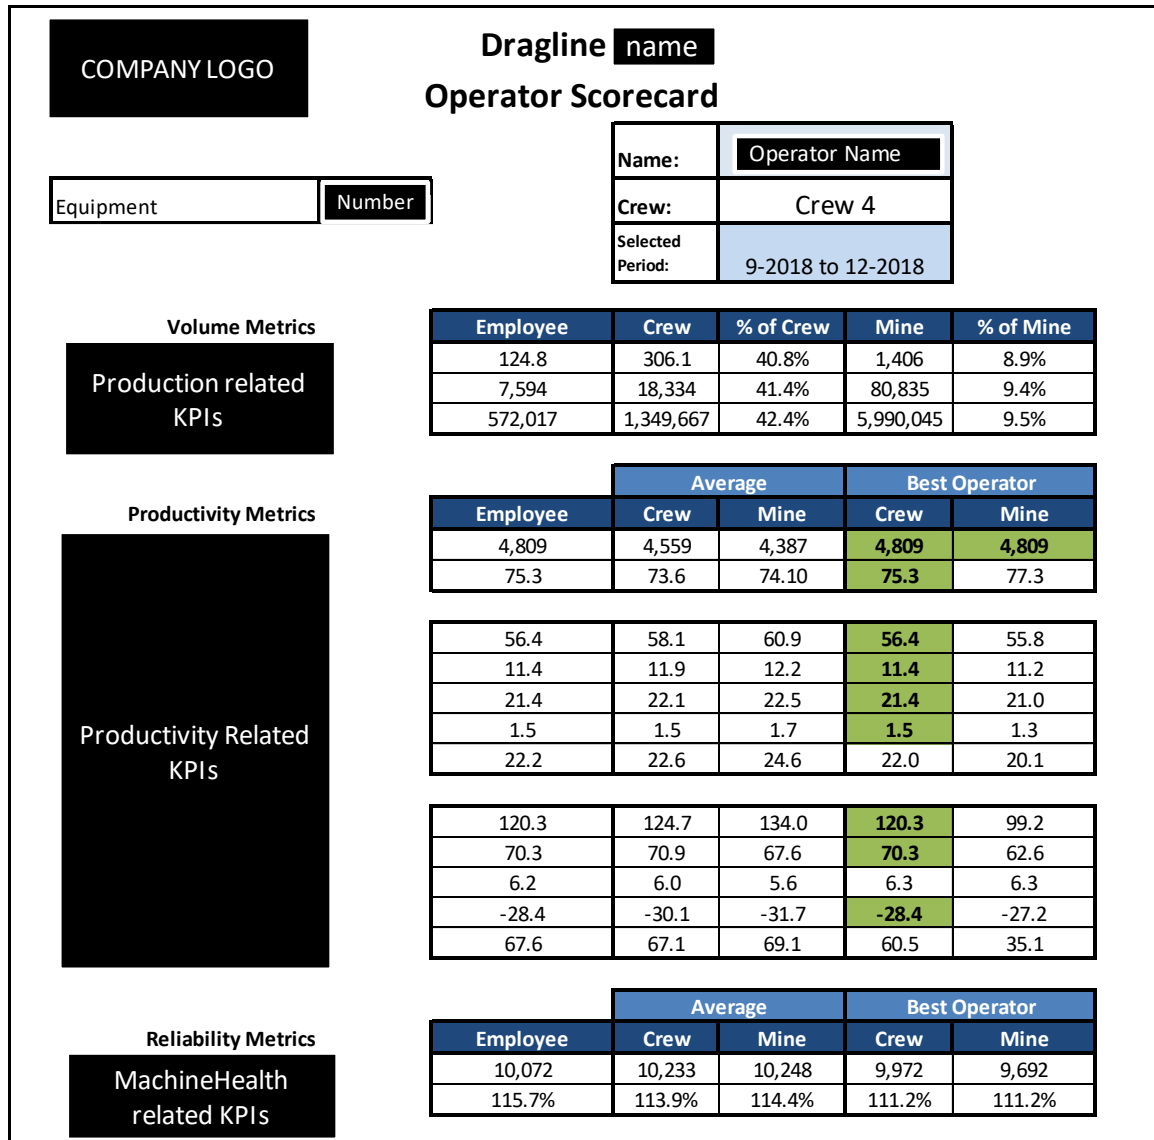 COMPANY LOGO
Dragline name
Operator Scorecard
Name: Operator Name
Equipment Number
Crew: Crew 4
Selected
Period: 9-2018 to 12-2018
Volume Metrics Employee Crew % of Crew Mine % of Mine
Production related
KPIs
124.8 306.1 40.8% 1,406 8.9%
7,594 18,334 41.4% 80,835 9.4%
572,017 1,349,667 42.4% 5,990,045 9.5%
Average Best Operator
Productivity Metrics Employee Crew Mine Crew Mine
4,809 4,559 4,387 4,809 4,809
75.3 73.6 74.10 75.3 77.3
Productivity Related
KPIs
56.4 58.1 60.9 56.4 55.8
11.4 11.9 12.2 11.4 11.2
21.4 22.1 22.5 21.4 21.0
1.5 1.5 1.7 1.5 1.3
22.2 22.6 24.6 22.0 20.1
120.3 124.7 134.0 120.3 99.2
70.3 70.9 67.6 70.3 62.6
6.2 6.0 5.6 6.3 6.3
-28.4 -30.1 -31.7 -28.4 -27.2
67.6 67.1 69.1 60.5 35.1
Average Best Operator
Reliability Metrics Employee Crew Mine Crew Mine
MachineHealth
related KPIs
10,072 10,233 10,248 9,972 9,692
115.7% 113.9% 114.4% 111.2% 111.2%